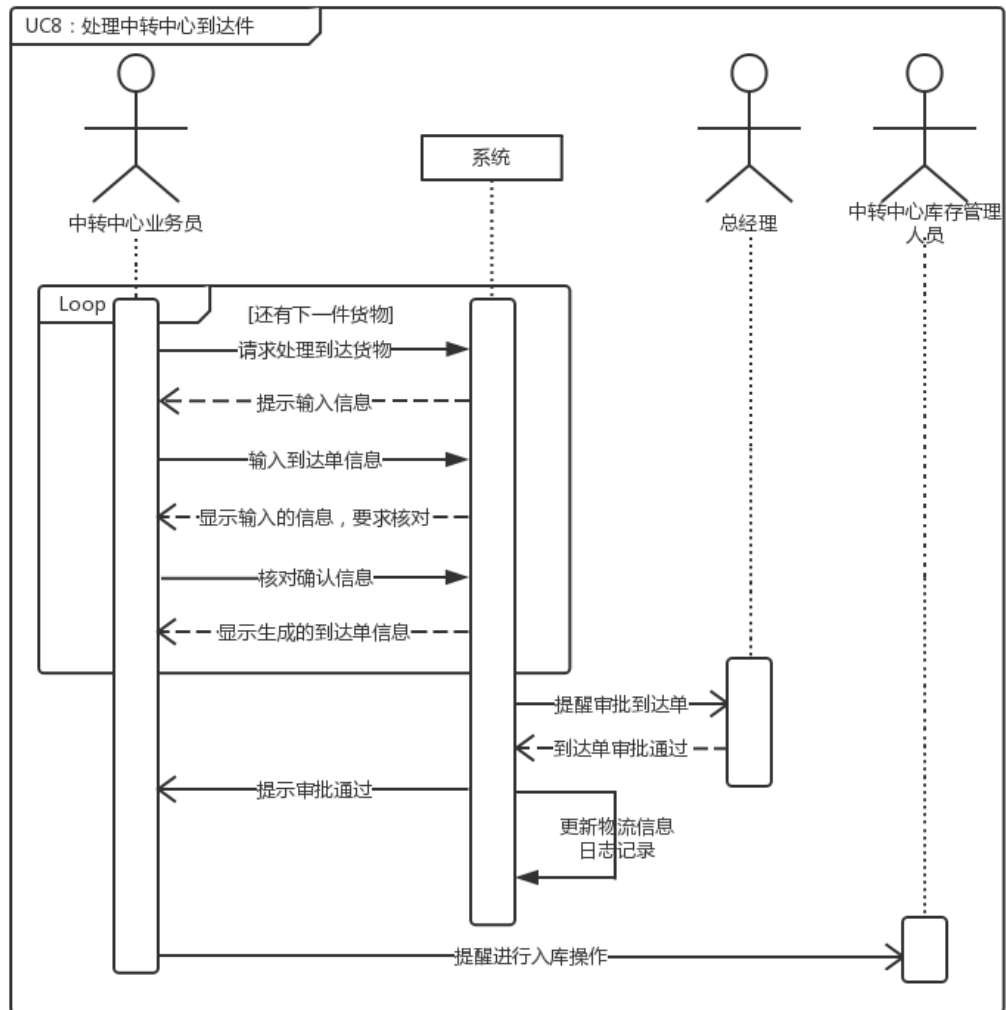 UC8：处理中转中心到达件
系统
中转中心业务员
总经理
中转中心库存管理
人员
Loop
[还有下一件货物]
请求处理到达货物
提示输入信息
输入到达单信息
显示输入的信息，要求核对
核对确认信息
显示生成的到达单信息
提醒审批到达单
到达单审批通过
提示审批通过
更新物流信息
日志记录
提醒进行入库操作